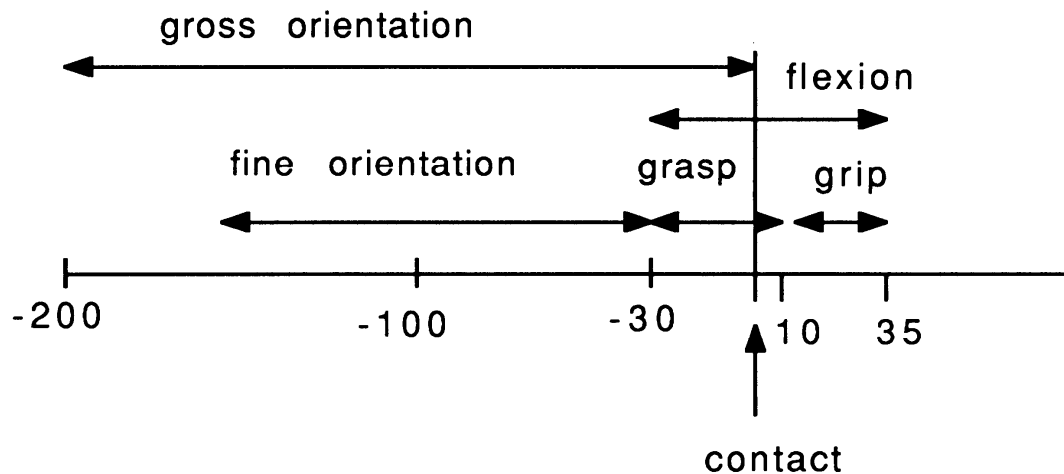 gross orientation
flexion
fine orientation
grasp
grip
-200
-100
-30
10
35
contact